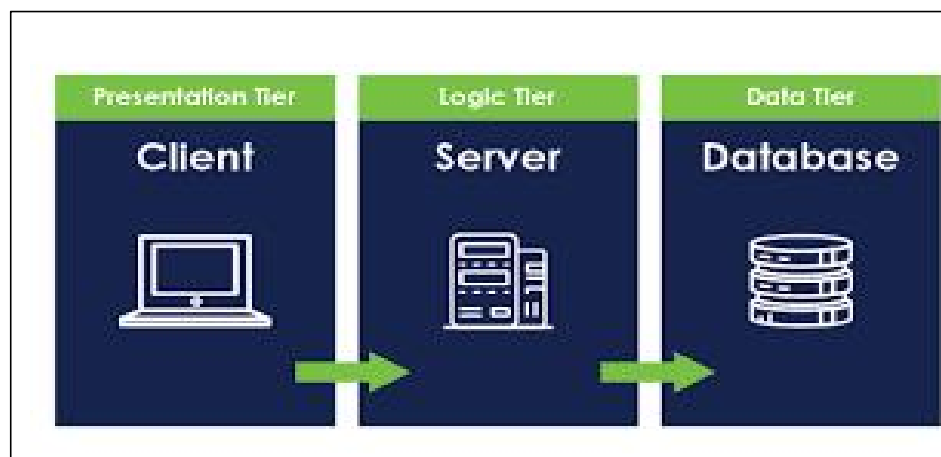 Presentation Tier
Client
Logic Tier
Server
Data Tier
Database